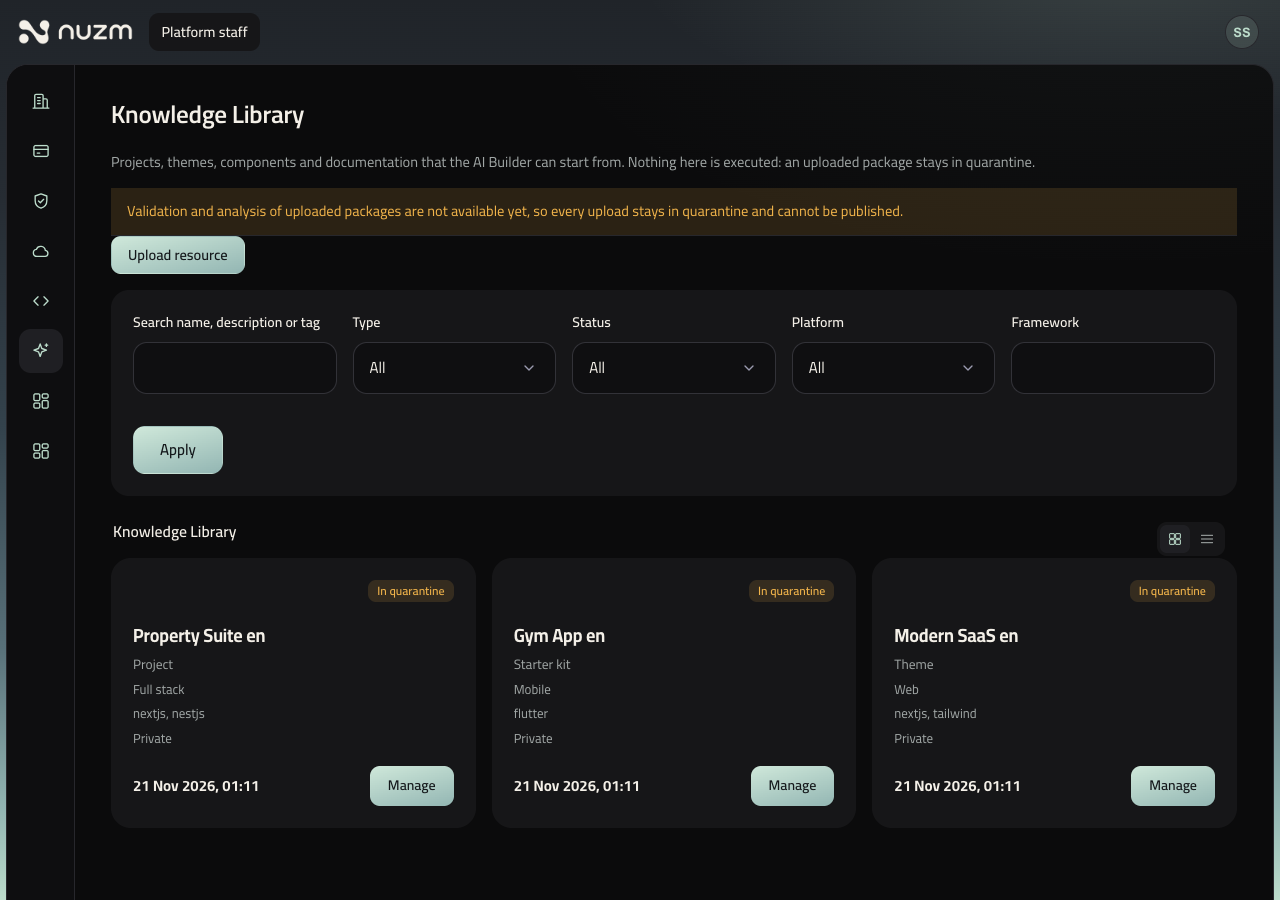 nuzm
Platform staff
SS
Knowledge Library
Projects, themes, components and documentation that the AI Builder can start from. Nothing here is executed: an uploaded package stays in quarantine.
Validation and analysis of uploaded packages are not available yet, so every upload stays in quarantine and cannot be published.
Upload resource
Search name, description or tag
Type
Status
Platform
Framework
All
All
All
Apply
Knowledge Library
In quarantine
Property Suite en
Project
Full stack
nextjs, nestjs
Private
21 Nov 2026, 01:11
Manage
In quarantine
Gym App en
Starter kit
Mobile
flutter
Private
21 Nov 2026, 01:11
Manage
In quarantine
Modern SaaS en
Theme
Web
nextjs, tailwind
Private
21 Nov 2026, 01:11
Manage